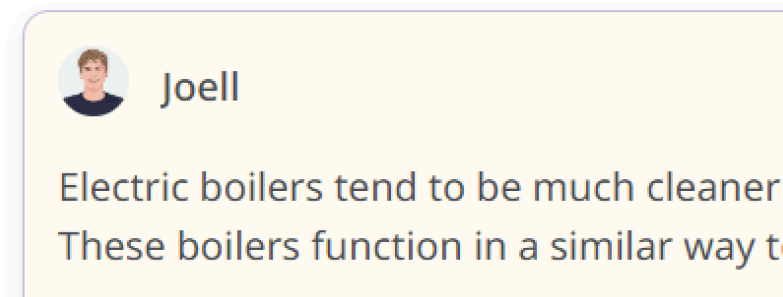 Joell
Electric boilers tend to be much cleaner
These boilers function in a similar way